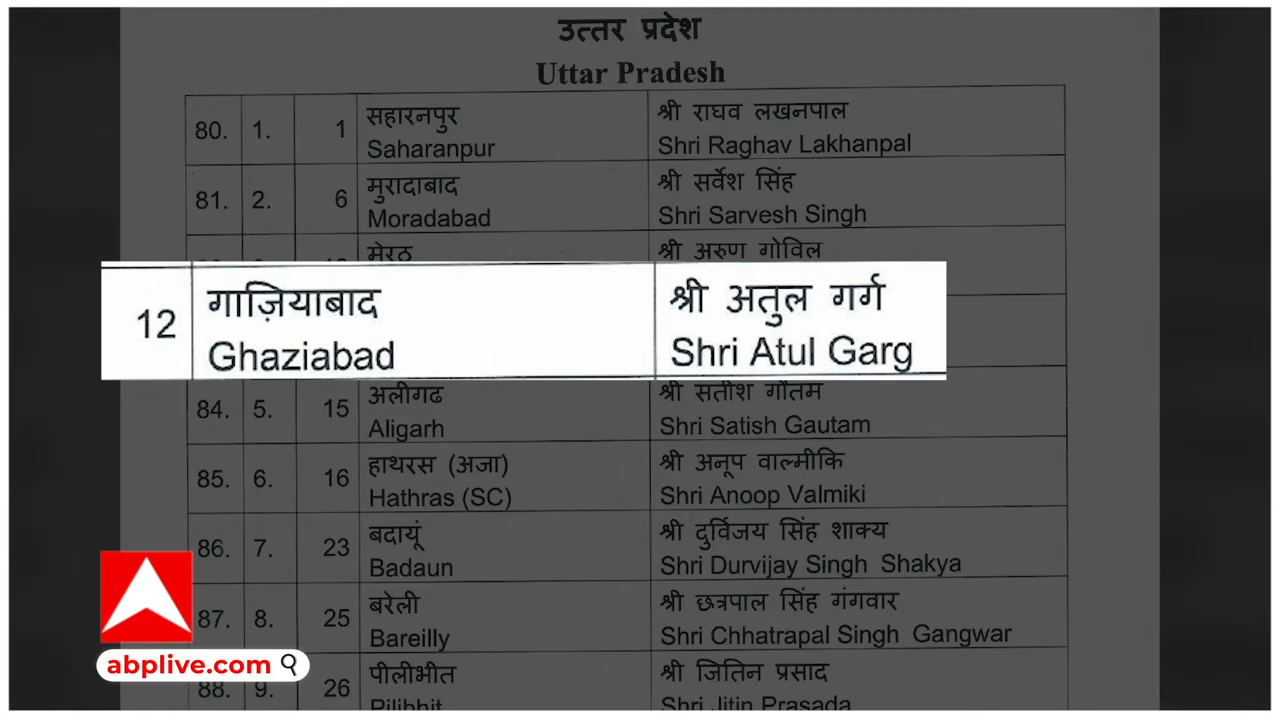 उत्तर प्रदेश
Uttar Pradesh
80. 1. 1 सहारनपुर श्री राघव लखनपाल
Saharanpur Shri Raghav Lakhanpal
81. 2. 6 मुरादाबाद श्री सर्वेश सिंह
Moradabad Shri Sarvesh Singh
मेरठ श्री अरुण गोविल
12 गाज़ियाबाद श्री अतुल गर्ग
Ghaziabad Shri Atul Garg
84. 5. 15 अलीगढ श्री सतीश गौतम
Aligarh Shri Satish Gautam
85. 6. 16 हाथरस (अजा) श्री अनूप वाल्मीकि
Hathras (SC) Shri Anoop Valmiki
86. 7. 23 बदायूं श्री दुर्विजय सिंह शाक्य
Badaun Shri Durvijay Singh Shakya
87. 8. 25 बरेली श्री छत्रपाल सिंह गंगवार
Bareilly Shri Chhatrapal Singh Gangwar
88. 9. 26 पीलीभीत श्री जितिन प्रसाद
Pilibhit Shri Jitin Prasada
abplive.com